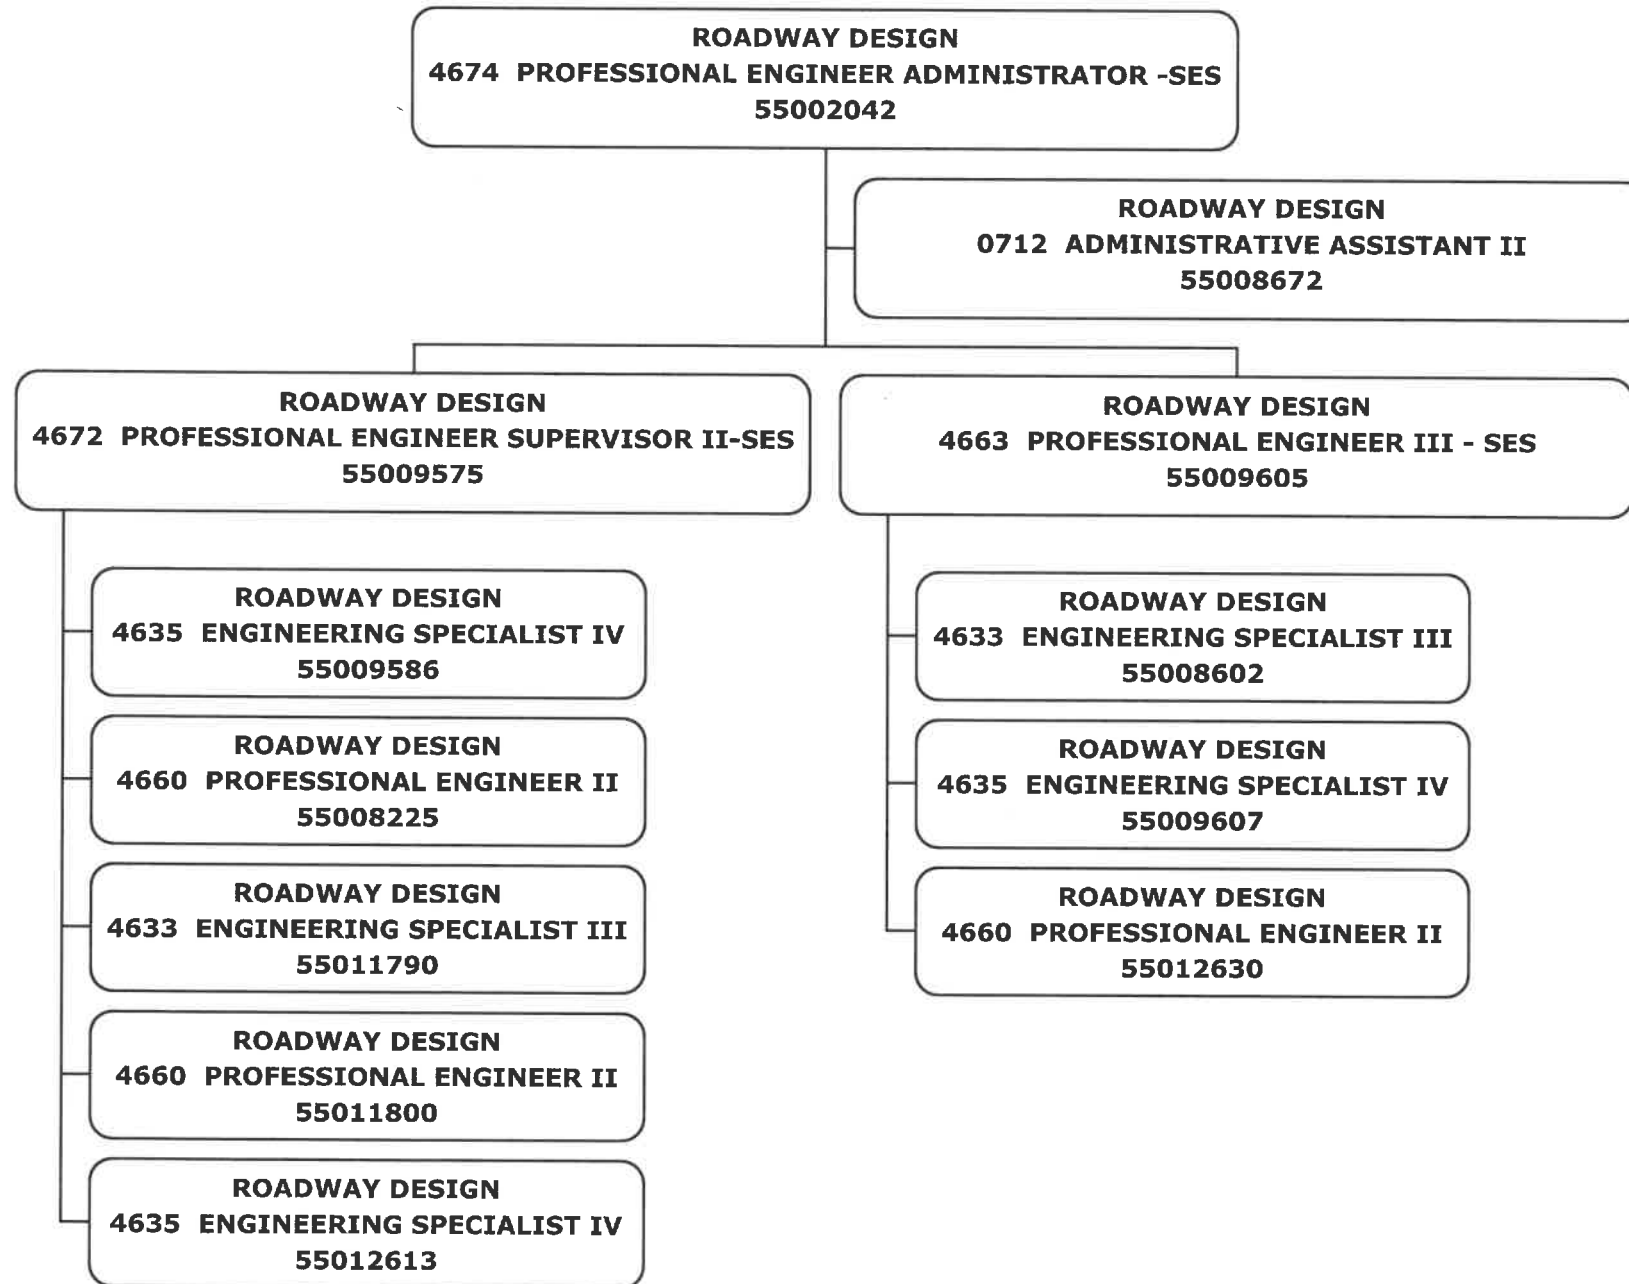 ROADWAY DESIGN
4674 PROFESSIONAL ENGINEER ADMINISTRATOR -SES
55002042
ROADWAY DESIGN
0712 ADMINISTRATIVE ASSISTANT II
55008672
ROADWAY DESIGN
4672 PROFESSIONAL ENGINEER SUPERVISOR II-SES
55009575
ROADWAY DESIGN
4663 PROFESSIONAL ENGINEER III - SES
55009605
ROADWAY DESIGN
4635 ENGINEERING SPECIALIST IV
55009586
ROADWAY DESIGN
4660 PROFESSIONAL ENGINEER II
55008225
ROADWAY DESIGN
4633 ENGINEERING SPECIALIST III
55011790
ROADWAY DESIGN
4660 PROFESSIONAL ENGINEER II
55011800
ROADWAY DESIGN
4635 ENGINEERING SPECIALIST IV
55012613
ROADWAY DESIGN
4633 ENGINEERING SPECIALIST III
55008602
ROADWAY DESIGN
4635 ENGINEERING SPECIALIST IV
55009607
ROADWAY DESIGN
4660 PROFESSIONAL ENGINEER II
55012630